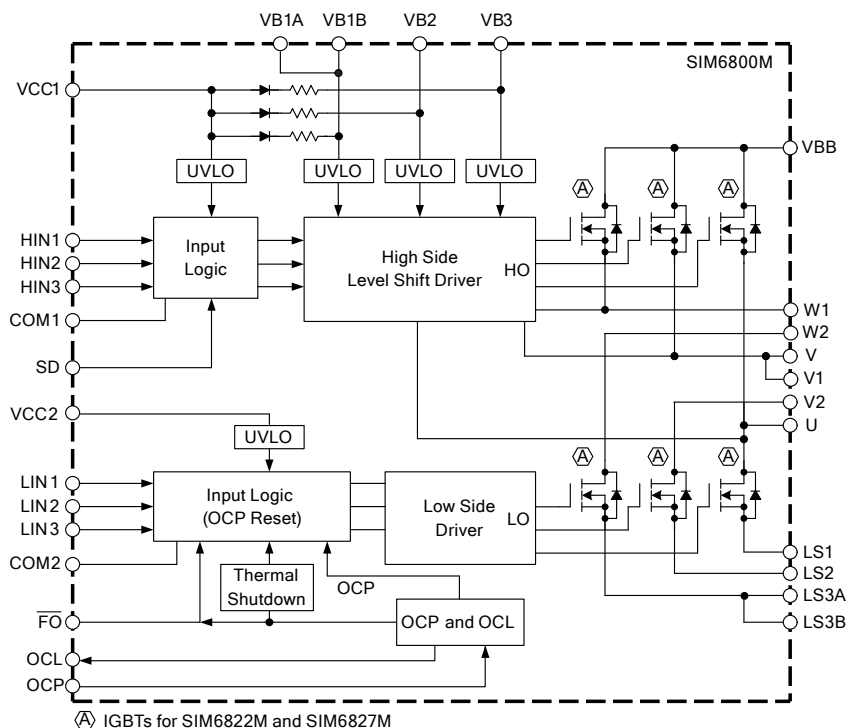 VB1A VB1B VB2 VB3
SIM6800M
VCC1
VBB
UVLO UVLO UVLO UVLO
A A A
HIN1
HIN2
HIN3
Input
Logic
High Side
Level Shift Driver
HO
COM1
SD
W1
W2
V
V1
VCC2
V2
U
UVLO
A A A
LIN1
LIN2
LIN3
Input Logic
(OCP Reset)
Low Side
Driver
LO
COM2
Thermal
Shutdown
OCP
LS1
LS2
LS3A
LS3B
FO
OCP and OCL
OCL
OCP
A IGBTs for SIM6822M and SIM6827M